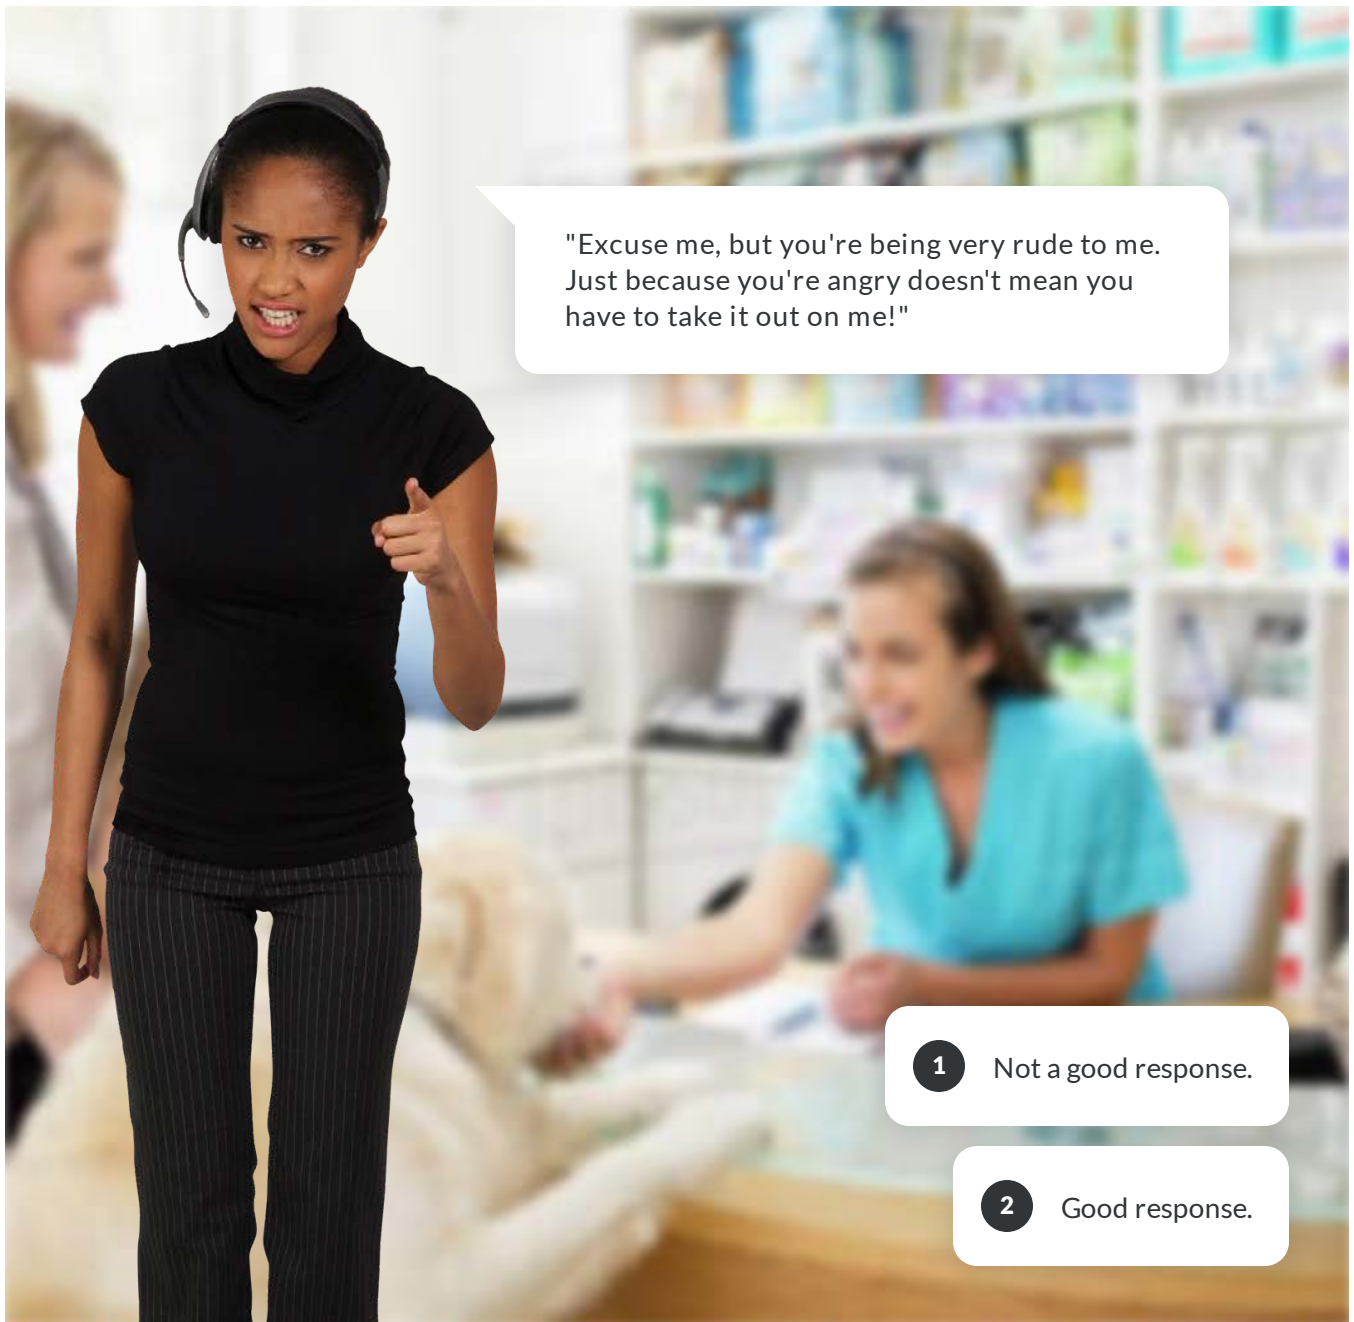 "Excuse me, but you're being very rude to me.
Just because you're angry doesn't mean you
have to take it out on me!"
1 Not a good response.
2 Good response.